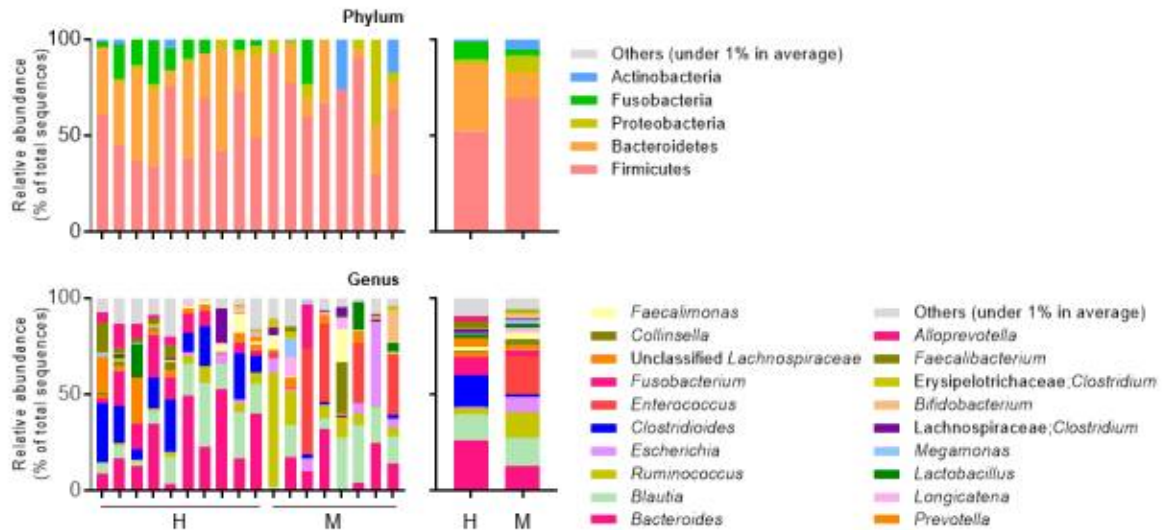 Phylum
100
50
0
Relative abundance
(% of total sequences)
Others (under 1% in average)
Actinobacteria
Fusobacteria
Proteobacteria
Bacteroidetes
Firmicutes
Genus
100
50
0
Relative abundance
(% of total sequences)
H
M
H
M
Faecalimonas
Collinsella
Unclassified Lachnospiraceae
Fusobacterium
Enterococcus
Clostridioides
Escherichia
Ruminococcus
Blautia
Bacteroides
Others (under 1% in average)
Alloprevotella
Faecalibacterium
Erysipelotrichaceae;Clostridium
Bifidobacterium
Lachnospiraceae;Clostridium
Megamonas
Lactobacillus
Longicatena
Prevotella